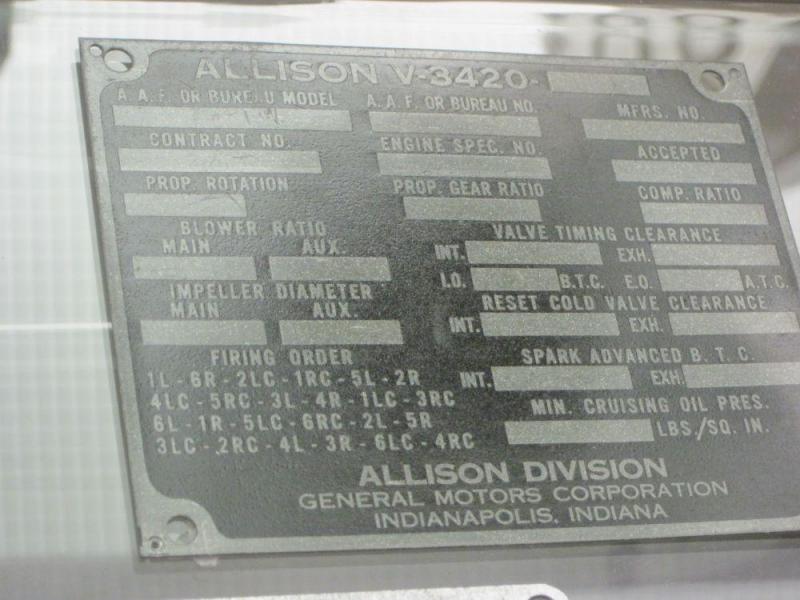 ALLISON V-3420-
A.A.F. OR BUREAU MODEL A.A.F. OR BUREAU NO. MFRS. NO.
CONTRACT NO. ENGINE SPEC. NO. ACCEPTED
PROP. ROTATION PROP. GEAR RATIO COMP. RATIO
BLOWER RATIO VALVE TIMING CLEARANCE
MAIN AUX. INT. EXH.
I.O. B.T.C. E.O. A.T.C.
IMPELLER DIAMETER RESET COLD VALVE CLEARANCE
MAIN AUX. INT. EXH.
FIRING ORDER SPARK ADVANCED B. T. C.
1L - 6R - 2LC - 1RC - 5L - 2R INT. EXH.
4LC - 5RC - 3L - 4R - 1LC - 3RC MIN. CRUISING OIL PRES.
6L - 1R - 5LC - 6RC - 2L - 5R LBS./SQ. IN.
3LC - 2RC - 4L - 3R - 6LC - 4RC
ALLISON DIVISION
GENERAL MOTORS CORPORATION
INDIANAPOLIS, INDIANA